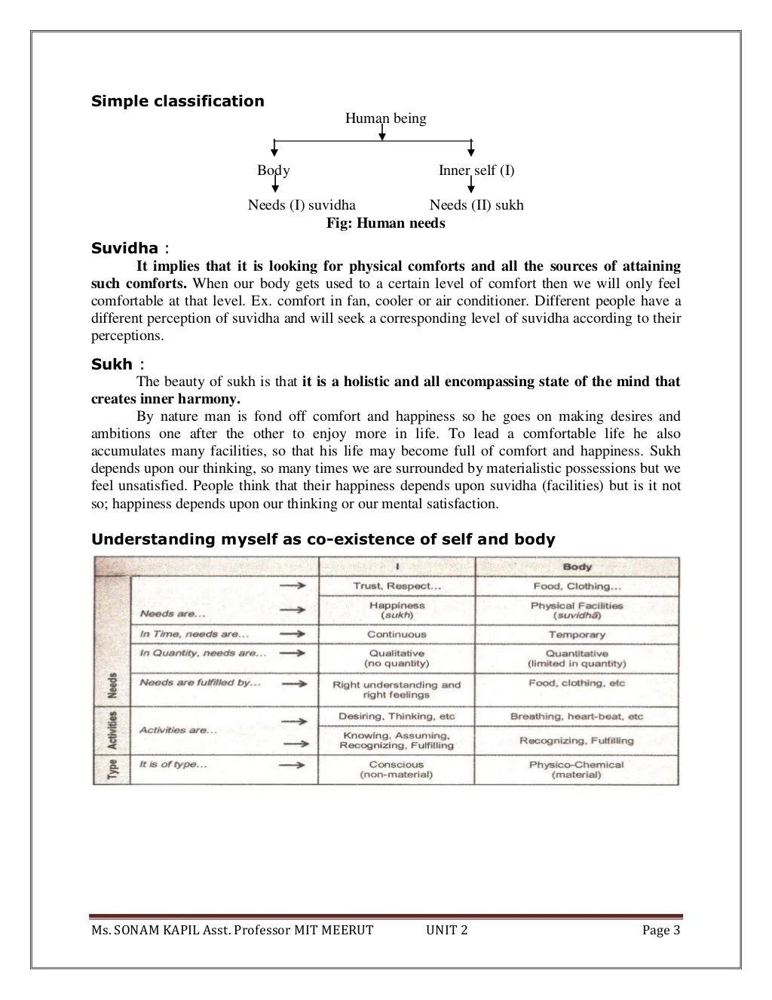 Simple classification
Human being
Body Inner self (I)
Needs (I) suvidha Needs (II) sukh
Fig: Human needs
Suvidha :
It implies that it is looking for physical comforts and all the sources of attaining
such comforts. When our body gets used to a certain level of comfort then we will only feel
comfortable at that level. Ex. comfort in fan, cooler or air conditioner. Different people have a
different perception of suvidha and will seek a corresponding level of suvidha according to their
perceptions.
Sukh :
The beauty of sukh is that it is a holistic and all encompassing state of the mind that
creates inner harmony.
By nature man is fond off comfort and happiness so he goes on making desires and
ambitions one after the other to enjoy more in life. To lead a comfortable life he also
accumulates many facilities, so that his life may become full of comfort and happiness. Sukh
depends upon our thinking, so many times we are surrounded by materialistic possessions but we
feel unsatisfied. People think that their happiness depends upon suvidha (facilities) but is it not
so; happiness depends upon our thinking or our mental satisfaction.
Understanding myself as co-existence of self and body
I Body
Trust, Respect... Food, Clothing...
Needs are... Happiness Physical Facilities
(sukh) (suvidhā)
In Time, needs are... Continuous Temporary
In Quantity, needs are... Qualitative Quantitative
(no quantity) (limited in quantity)
Needs
Needs are fulfilled by... Right understanding and Food, clothing, etc
right feelings
Activities
Activities are... Desiring, Thinking, etc Breathing, heart-beat, etc
Knowing, Assuming, Recognizing, Fulfilling
Recognizing, Fulfilling
Type
It is of type... Conscious Physico-Chemical
(non-material) (material)
Ms. SONAM KAPIL Asst. Professor MIT MEERUT UNIT 2 Page 3